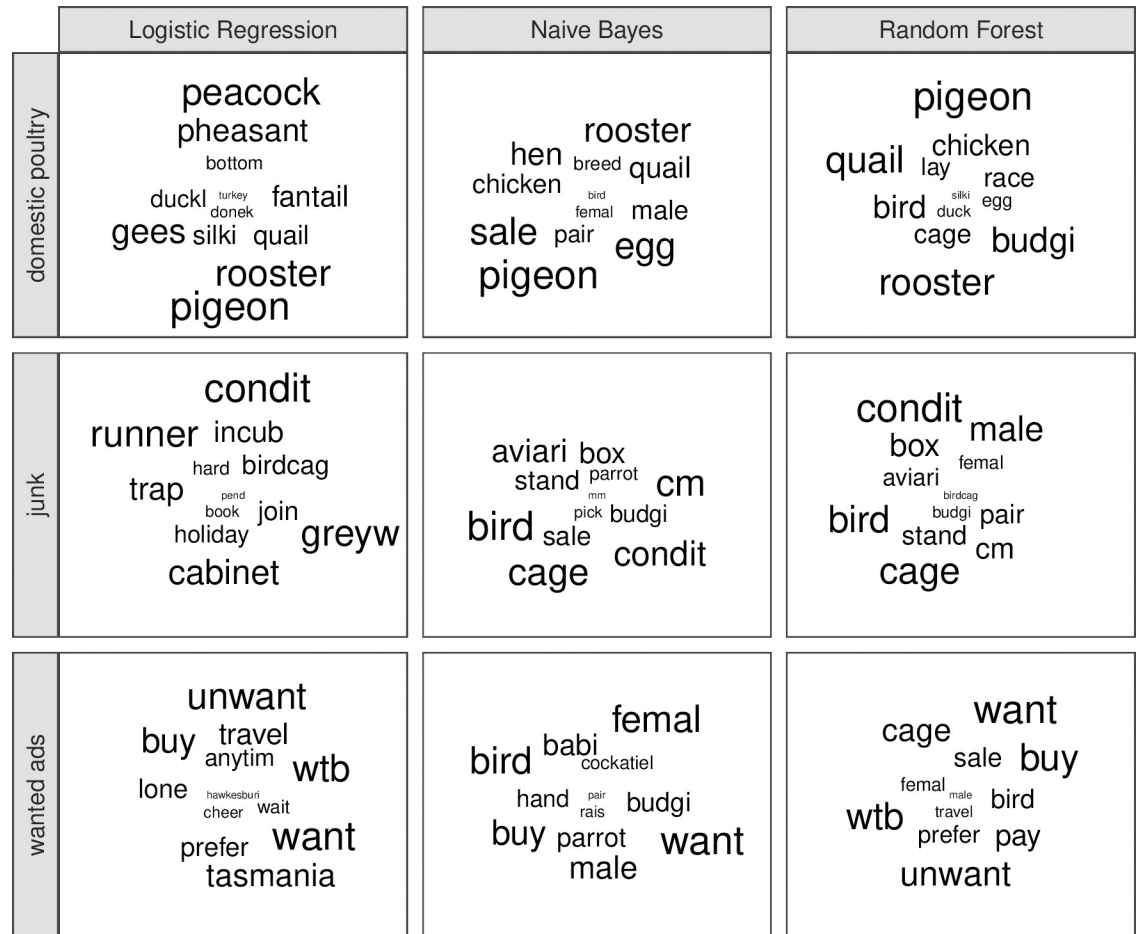 Logistic Regression
Naive Bayes
Random Forest
domestic poultry
peacock
pheasant
bottom
duckl turkey fantail
donek
gees silki quail
rooster
pigeon
rooster
hen breed quail
chicken bird
femal male
sale pair egg
pigeon
pigeon
quail chicken
lay race
silki egg
bird duck
cage budgi
rooster
junk
condit
runner incub
hard birdcag
trap pend
book join
holiday greyw
cabinet
aviari box
stand parrot cm
mm
bird pick budgi
sale condit
cage
condit male
box
aviari femal
birdcag
bird budgi pair
stand cm
cage
wanted ads
unwant
buy travel
anytim wtb
lone hawkesburi
cheer wait
prefer want
tasmania
femal
bird babi
cockatiel
hand pair budgi
rais
buy parrot want
male
want
cage
sale buy
femal male bird
wtb travel
prefer pay
unwant